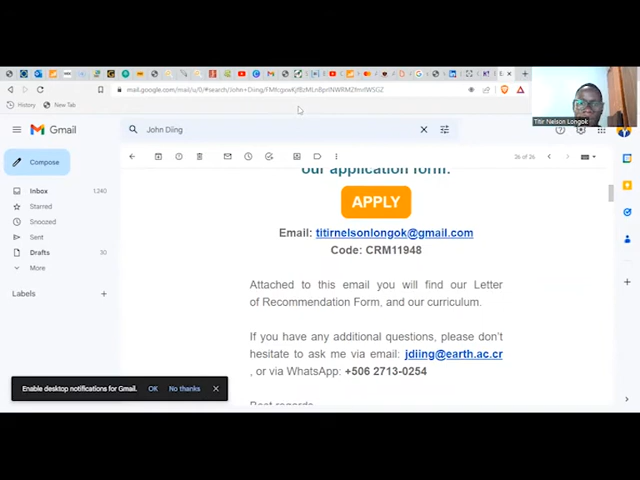 mail.google.com/mail/u/0/#search/John+Diing/
History
New Tab
Titir Nelson Longok
Gmail
John Diing
Compose
26 of 26
Inbox 1,240
Starred
Snoozed
Sent
Drafts 30
More
Labels
our application form:
APPLY
Email: titirnelsonlongok@gmail.com
Code: CRM11948
Attached to this email you will find our Letter
of Recommendation Form, and our curriculum.
If you have any additional questions, please don't
hesitate to ask me via email: jdiing@earth.ac.cr
, or via WhatsApp: +506 2713-0254
Best regards
Enable desktop notifications for Gmail. OK No thanks